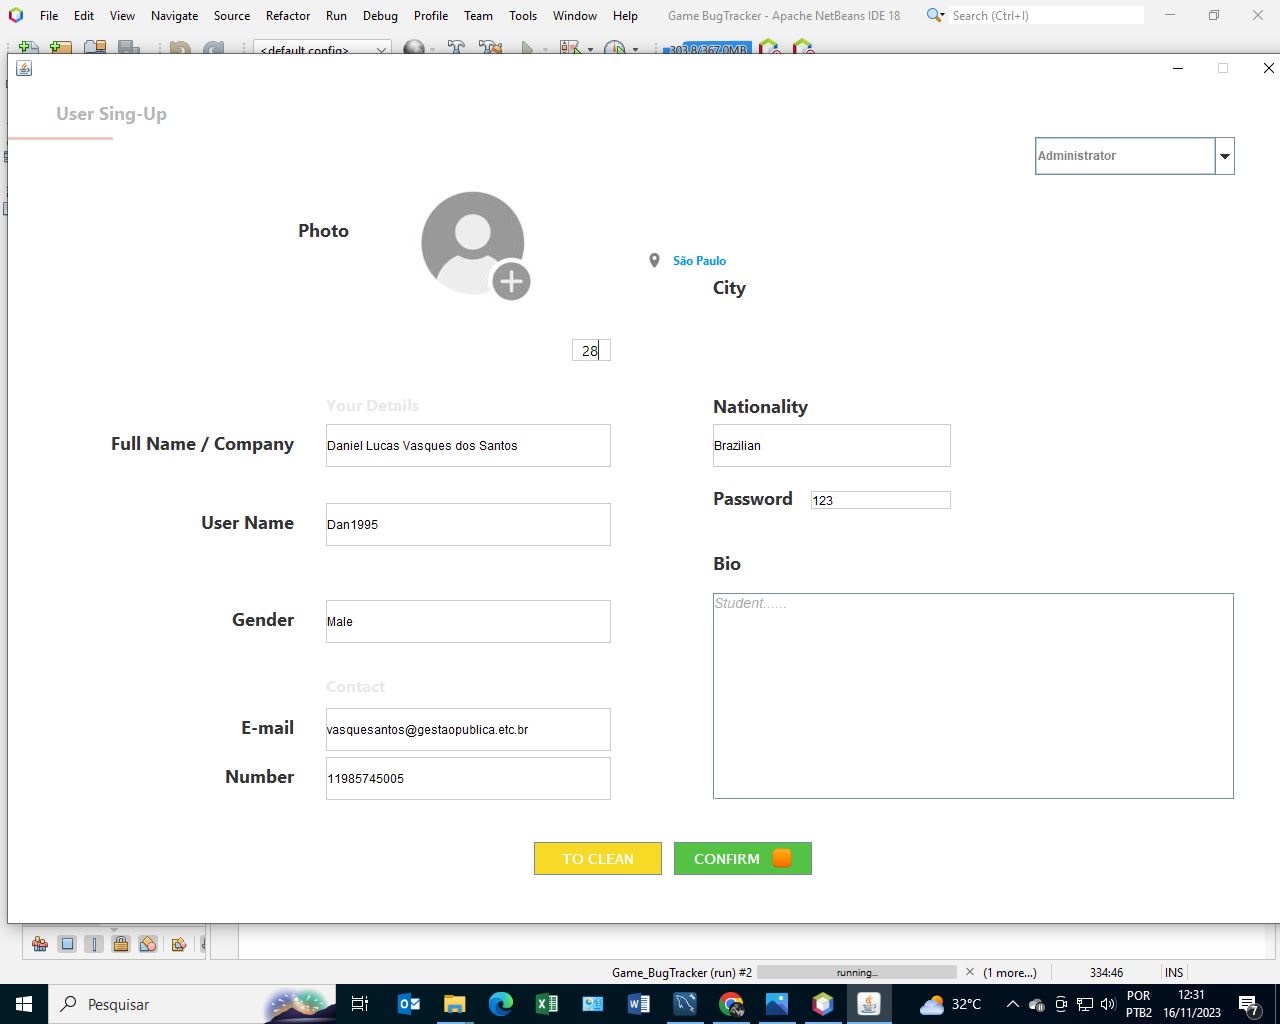 File Edit View Navigate Source Refactor Run Debug Profile Team Tools Window Help Game BugTracker - Apache NetBeans IDE 18 Search (Ctrl+I)
<default config> 303,8/367,0MB
User Sing-Up
Administrator
Photo
São Paulo
City
28
Your Details Nationality
Full Name / Company Daniel Lucas Vasques dos Santos Brazilian
Password 123
User Name Dan1995
Bio
Student......
Gender Male
Contact
E-mail vasquesantos@gestaopublica.etc.br
Number 11985745005
TO CLEAN CONFIRM
Game_BugTracker (run) #2 running... (1 more...) 334:46 INS
Pesquisar 32°C POR 12:31
PTB2 16/11/2023 7